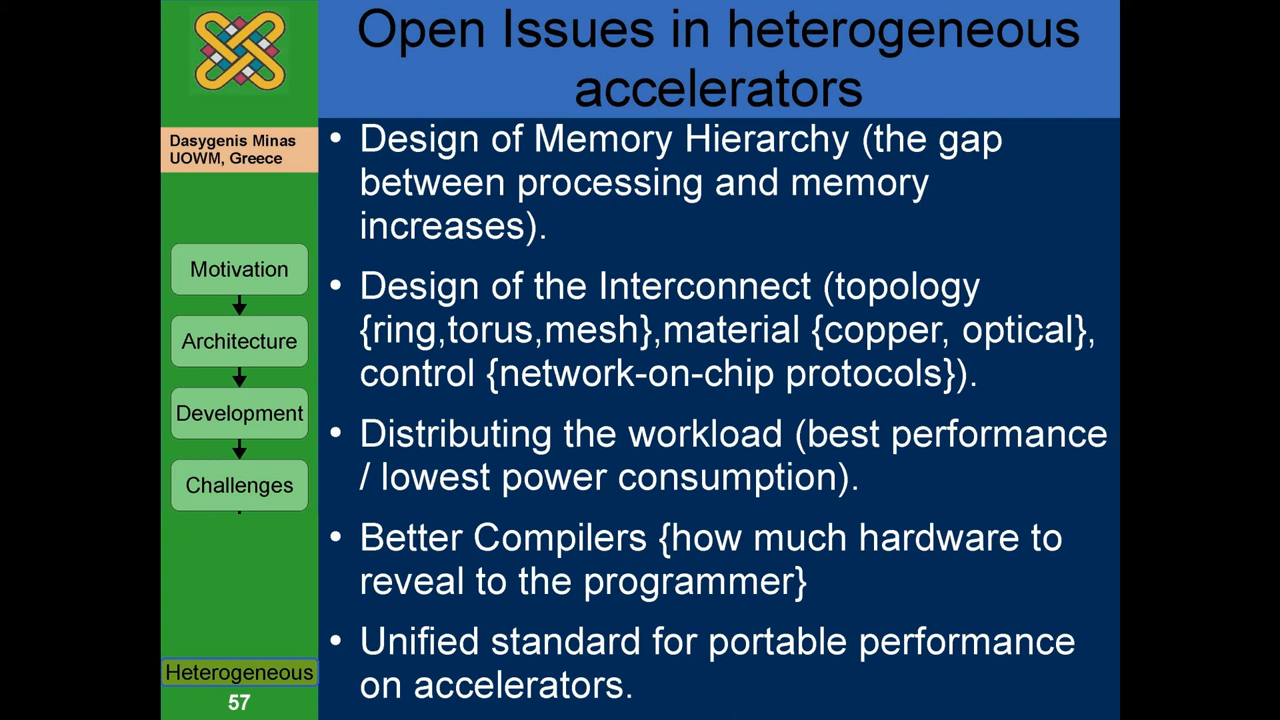 Open Issues in heterogeneous
accelerators
Dasygenis Minas
UOWM, Greece
Motivation
Architecture
Development
Challenges
Heterogeneous
57
• Design of Memory Hierarchy (the gap
between processing and memory
increases).
• Design of the Interconnect (topology
{ring,torus,mesh},material {copper, optical},
control {network-on-chip protocols}).
• Distributing the workload (best performance
/ lowest power consumption).
• Better Compilers {how much hardware to
reveal to the programmer}
• Unified standard for portable performance
on accelerators.